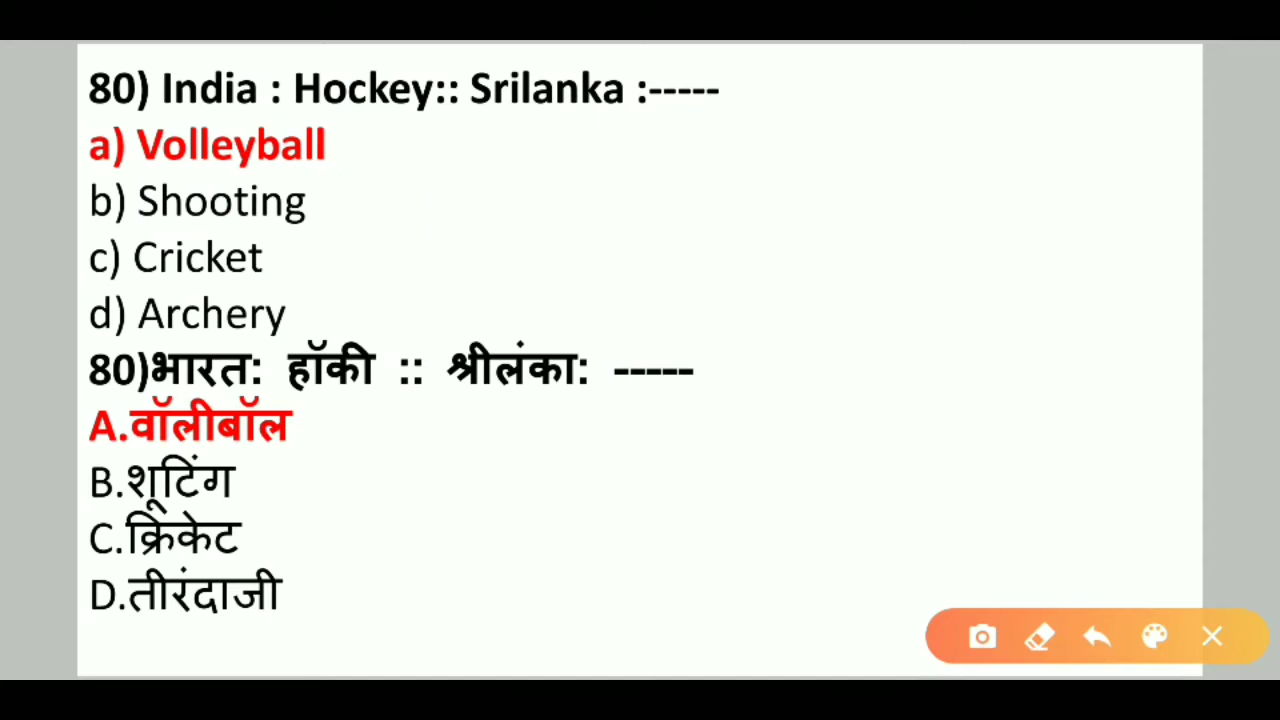 80) India : Hockey:: Srilanka :-----
a) Volleyball
b) Shooting
c) Cricket
d) Archery
80)भारत: हॉकी :: श्रीलंका: -----
A.वॉलीबॉल
B.शूटिंग
C.क्रिकेट
D.तीरंदाजी